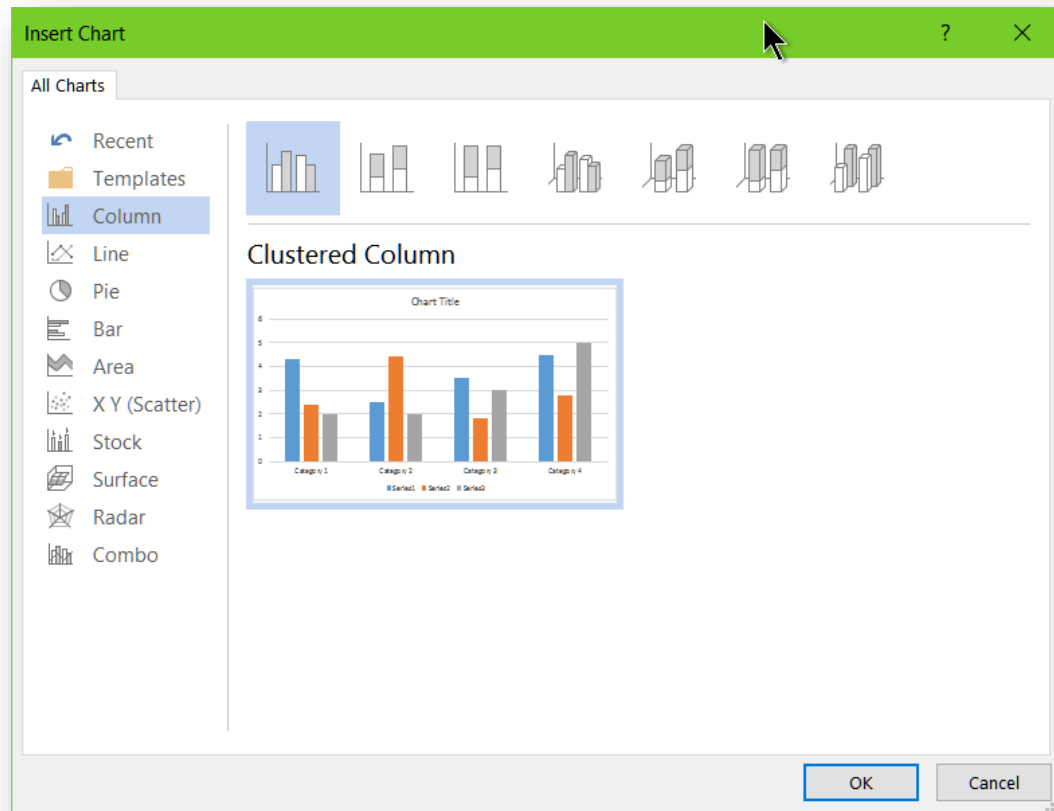 Insert Chart
?
All Charts
Recent
Templates
Column
Line
Pie
Bar
Area
X Y (Scatter)
Stock
Surface
Radar
Combo
Clustered Column
Chart Title
6
5
4
3
2
1
0
Category 1 Category 2 Category 3 Category 4
Series1 Series2 Series3
OK Cancel